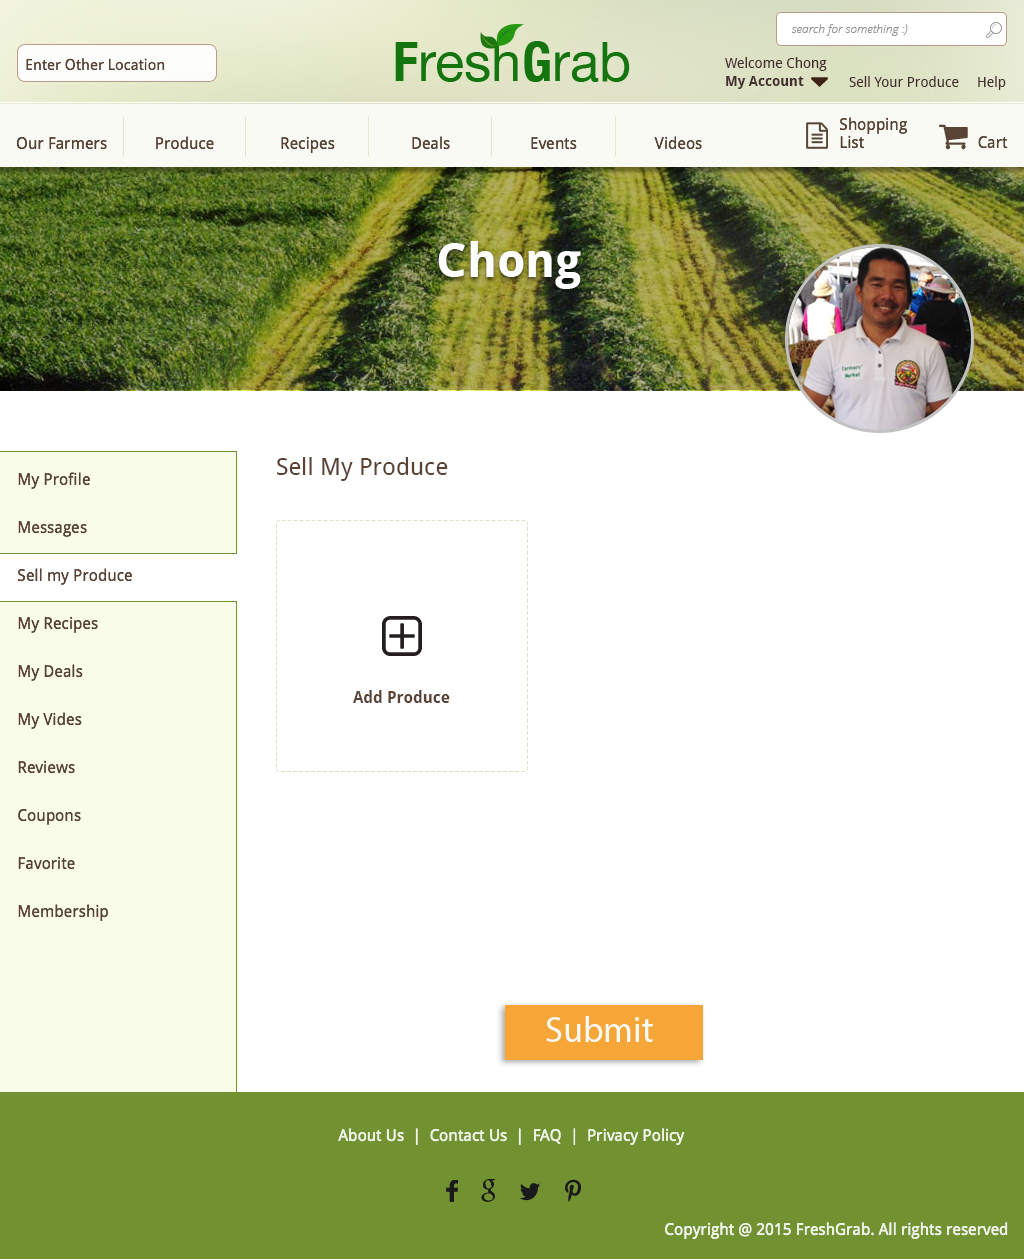 search for something :)
Enter Other Location
FreshGrab
Welcome Chong
My Account
Sell Your Produce
Help
Our Farmers
Produce
Recipes
Deals
Events
Videos
Shopping
List
Cart
Chong
Farmers'
Market
Sell My Produce
My Profile
Messages
Sell my Produce
My Recipes
My Deals
My Vides
Reviews
Coupons
Favorite
Membership
Add Produce
Submit
About Us | Contact Us | FAQ | Privacy Policy
Copyright @ 2015 FreshGrab. All rights reserved